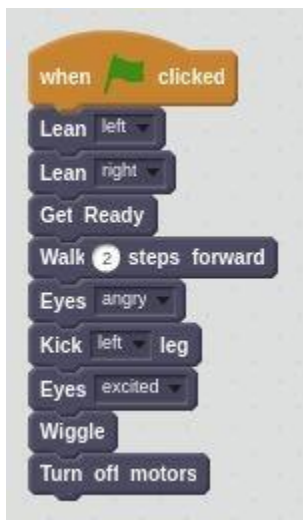 when clicked
Lean left
Lean right
Get Ready
Walk 2 steps forward
Eyes angry
Kick left leg
Eyes excited
Wiggle
Turn off motors